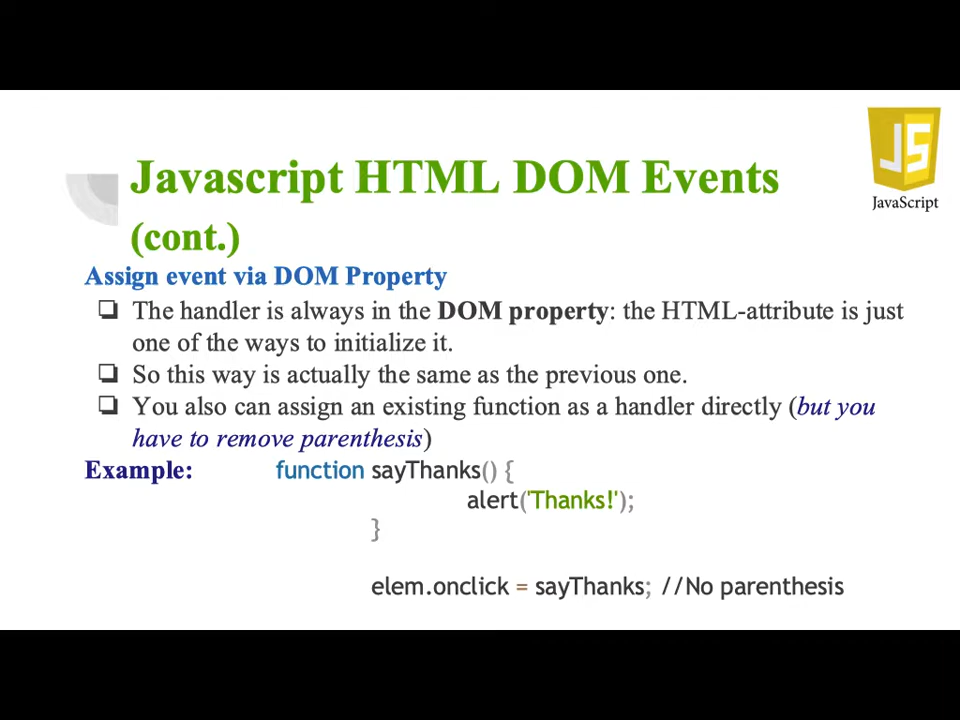 JS
JavaScript
Javascript HTML DOM Events
(cont.)
Assign event via DOM Property
❑ The handler is always in the DOM property: the HTML-attribute is just
one of the ways to initialize it.
❑ So this way is actually the same as the previous one.
❑ You also can assign an existing function as a handler directly (but you
have to remove parenthesis)
Example: function sayThanks() {
alert('Thanks!');
}
elem.onclick = sayThanks; //No parenthesis